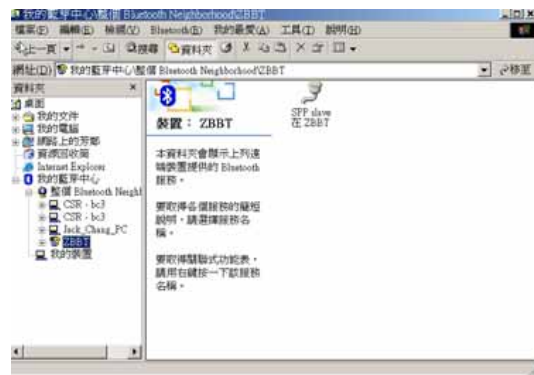 我的藍芽中心\整個 Bluetooth Neighborhood\ZBBT
檔案(F) 編輯(E) 檢視(V) Bluetooth(B) 我的最愛(A) 工具(T) 說明(H)
上一頁 搜尋 資料夾
網址(D) 我的藍芽中心\整個 Bluetooth Neighborhood\ZBBT 移至
資料夾
桌面
我的文件
我的電腦
網路上的芳鄰
資源回收筒
Internet Explorer
我的藍芽中心
整個 Bluetooth Neighl
CSR - bc3
CSR - bc3
Jack_Chang_PC
ZBBT
我的裝置
裝置：ZBBT
本資料夾會顯示上列遠
端裝置提供的 Bluetooth
服務。
要取得各個服務的簡短
說明，請選擇服務名
稱。
要取得關聯式功能表，
請用右鍵按一下該服務
名稱。
SPP slave
在 ZBBT